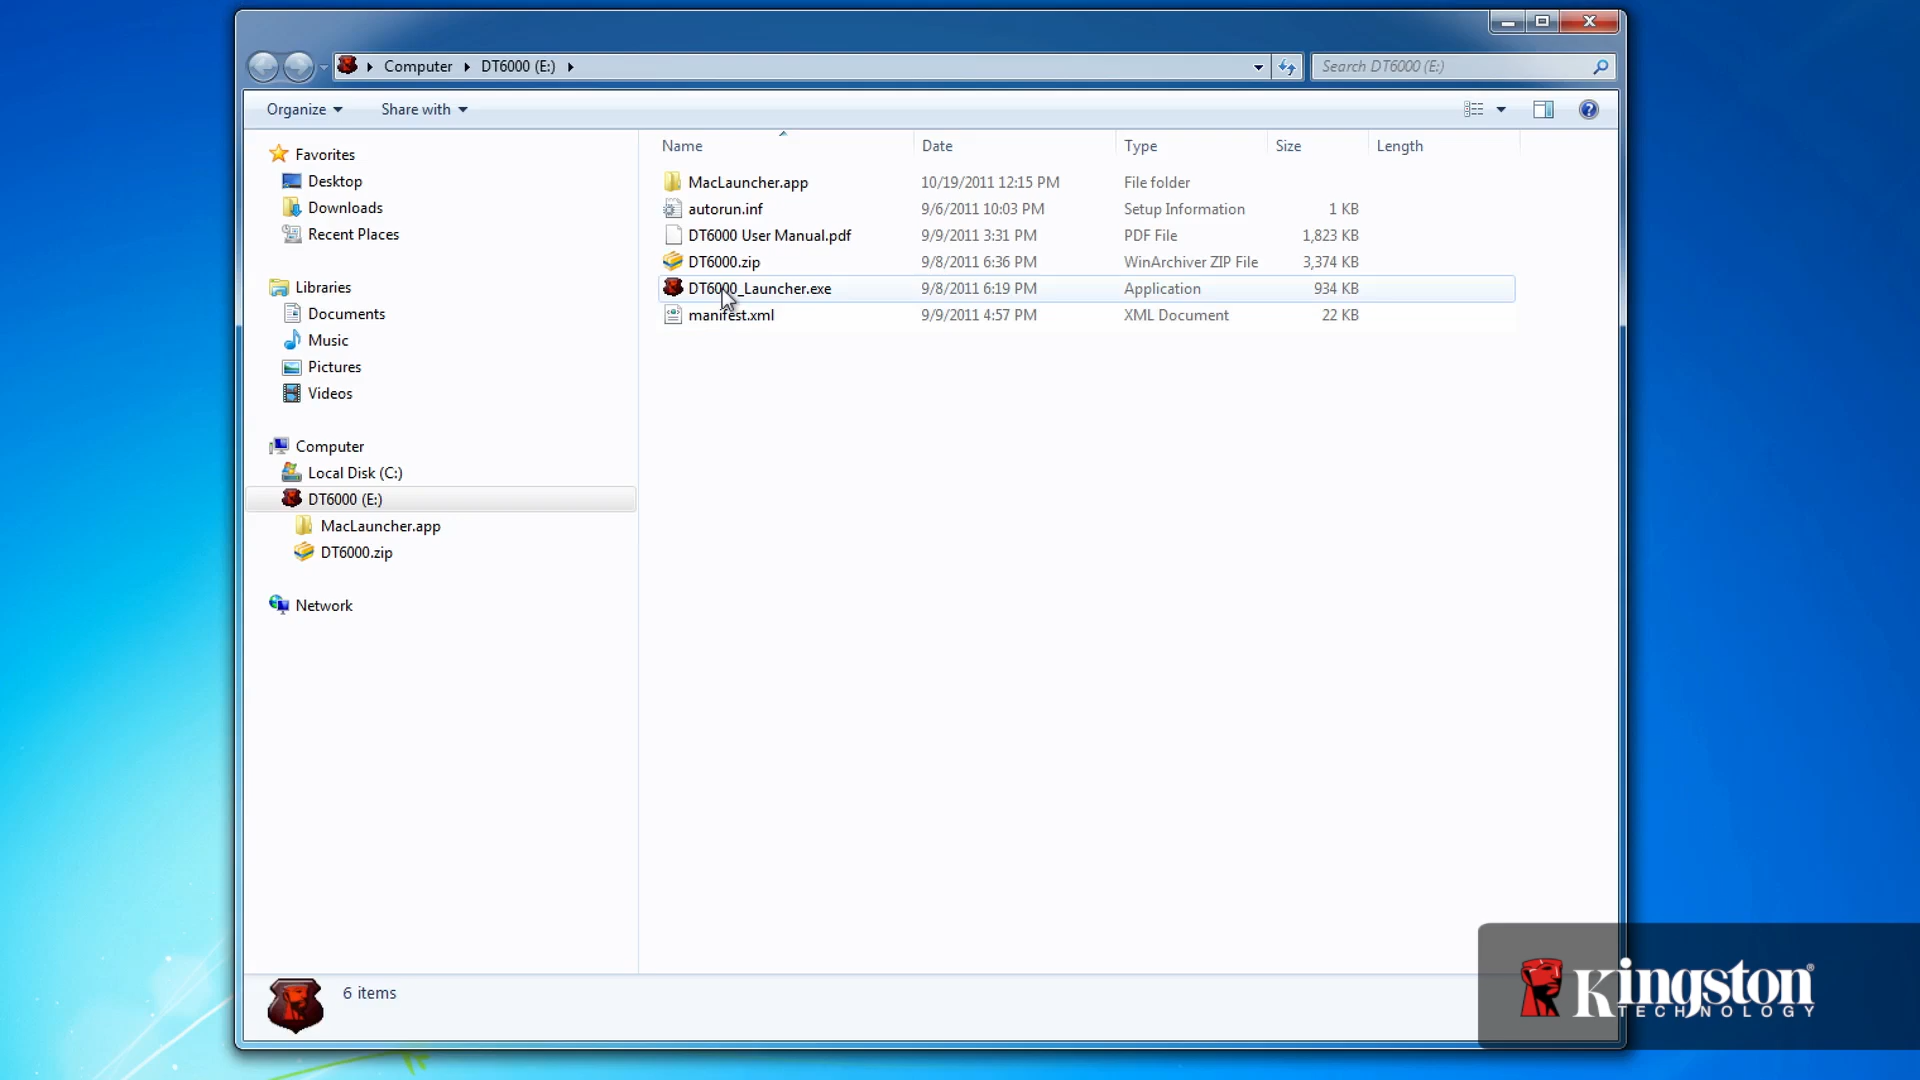 Computer DT6000 (E:)
Search DT6000 (E:)
Organize Share with
Favorites
Desktop
Downloads
Recent Places
Libraries
Documents
Music
Pictures
Videos
Computer
Local Disk (C:)
DT6000 (E:)
MacLauncher.app
DT6000.zip
Network
Name Date Type Size Length
MacLauncher.app 10/19/2011 12:15 PM File folder
autorun.inf 9/6/2011 10:03 PM Setup Information 1 KB
DT6000 User Manual.pdf 9/9/2011 3:31 PM PDF File 1,823 KB
DT6000.zip 9/8/2011 6:36 PM WinArchiver ZIP File 3,374 KB
DT6000_Launcher.exe 9/8/2011 6:19 PM Application 934 KB
manifest.xml 9/9/2011 4:57 PM XML Document 22 KB
6 items
Kingston®
TECHNOLOGY